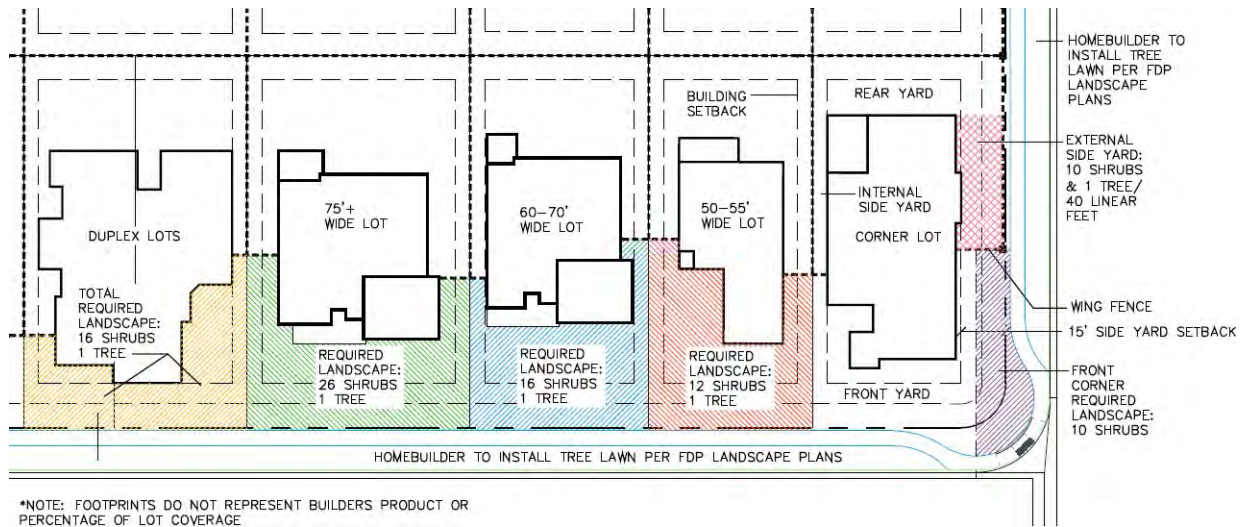 HOMEBUILDER TO
INSTALL TREE
LAWN PER FDP
LANDSCAPE
PLANS
BUILDING
SETBACK
REAR YARD
EXTERNAL
SIDE YARD:
10 SHRUBS
& 1 TREE/
40 LINEAR
FEET
DUPLEX LOTS
75'+
WIDE LOT
60-70'
WIDE LOT
50-55'
WIDE LOT
INTERNAL
SIDE YARD
CORNER LOT
TOTAL
REQUIRED
LANDSCAPE:
16 SHRUBS
1 TREE
REQUIRED
LANDSCAPE:
26 SHRUBS
1 TREE
REQUIRED
LANDSCAPE:
16 SHRUBS
1 TREE
REQUIRED
LANDSCAPE:
12 SHRUBS
1 TREE
WING FENCE
15' SIDE YARD SETBACK
FRONT YARD
FRONT
CORNER
REQUIRED
LANDSCAPE:
10 SHRUBS
HOMEBUILDER TO INSTALL TREE LAWN PER FDP LANDSCAPE PLANS
*NOTE: FOOTPRINTS DO NOT REPRESENT BUILDERS PRODUCT OR
PERCENTAGE OF LOT COVERAGE